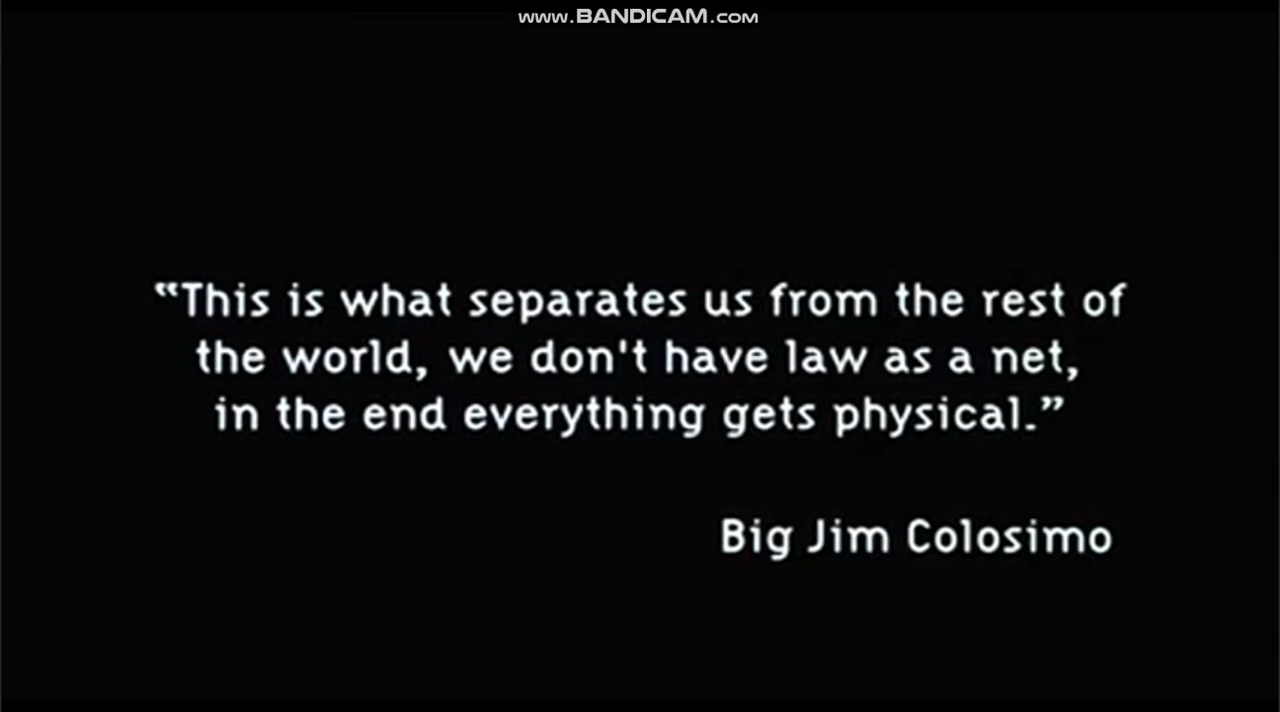 www.BANDICAM.com
“This is what separates us from the rest of
the world, we don't have law as a net,
in the end everything gets physical.”
Big Jim Colosimo